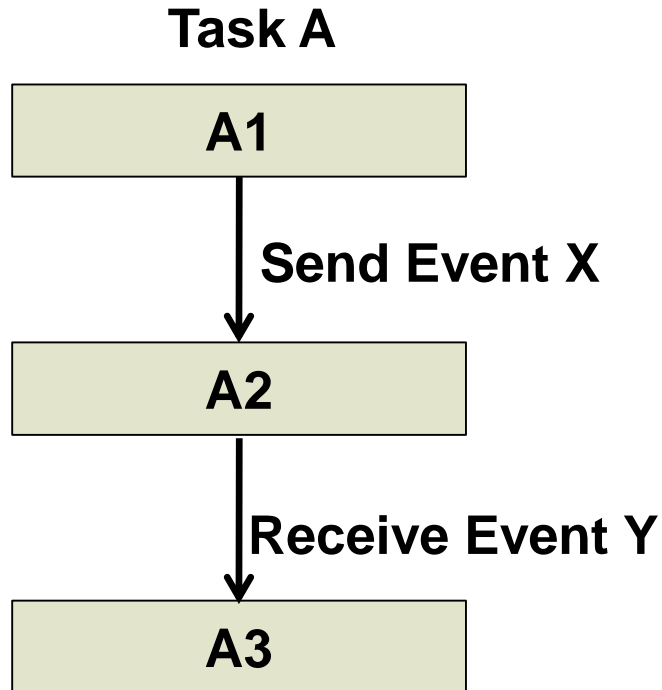 Task A
A1
Send Event X
A2
Receive Event Y
A3